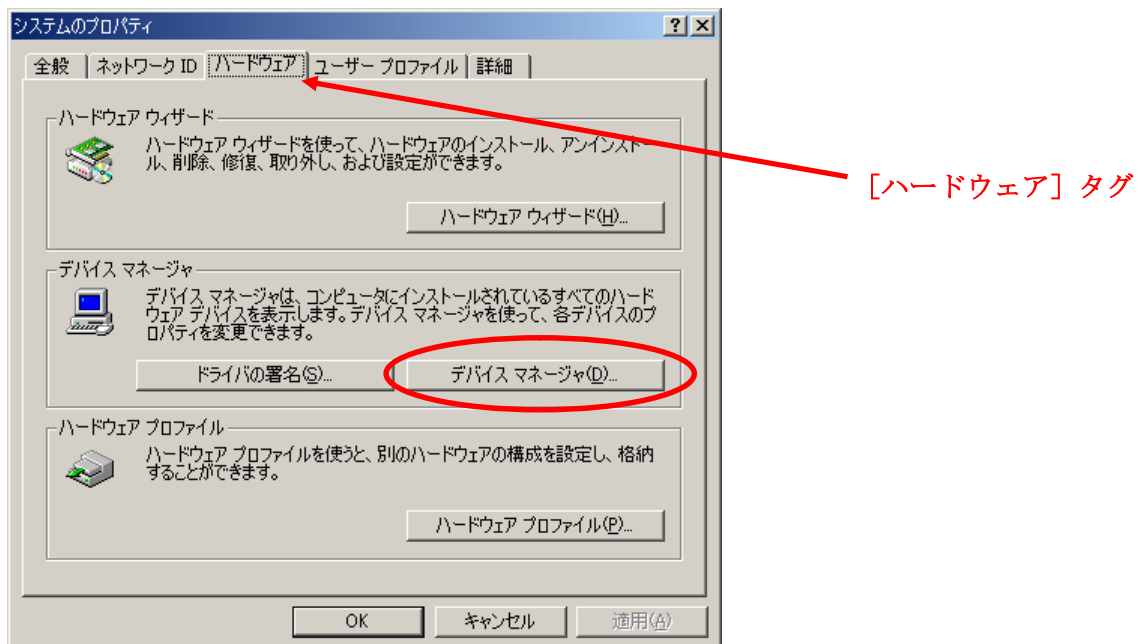 システムのプロパティ
全般 ネットワーク ID ハードウェア ユーザー プロファイル 詳細
ハードウェア ウィザード
ハードウェア ウィザードを使って、ハードウェアのインストール、アンインストー
ル、削除、修復、取り外し、および設定ができます。
[ハードウェア] タグ
ハードウェア ウィザード(H)...
デバイス マネージャ
デバイス マネージャは、コンピュータにインストールされているすべてのハード
ウェア デバイスを表示します。デバイス マネージャを使って、各デバイスのプ
ロパティを変更できます。
ドライバの署名(S)... デバイス マネージャ(D)...
ハードウェア プロファイル
ハードウェア プロファイルを使うと、別のハードウェアの構成を設定し、格納
することができます。
ハードウェア プロファイル(P)...
OK キャンセル 適用(A)